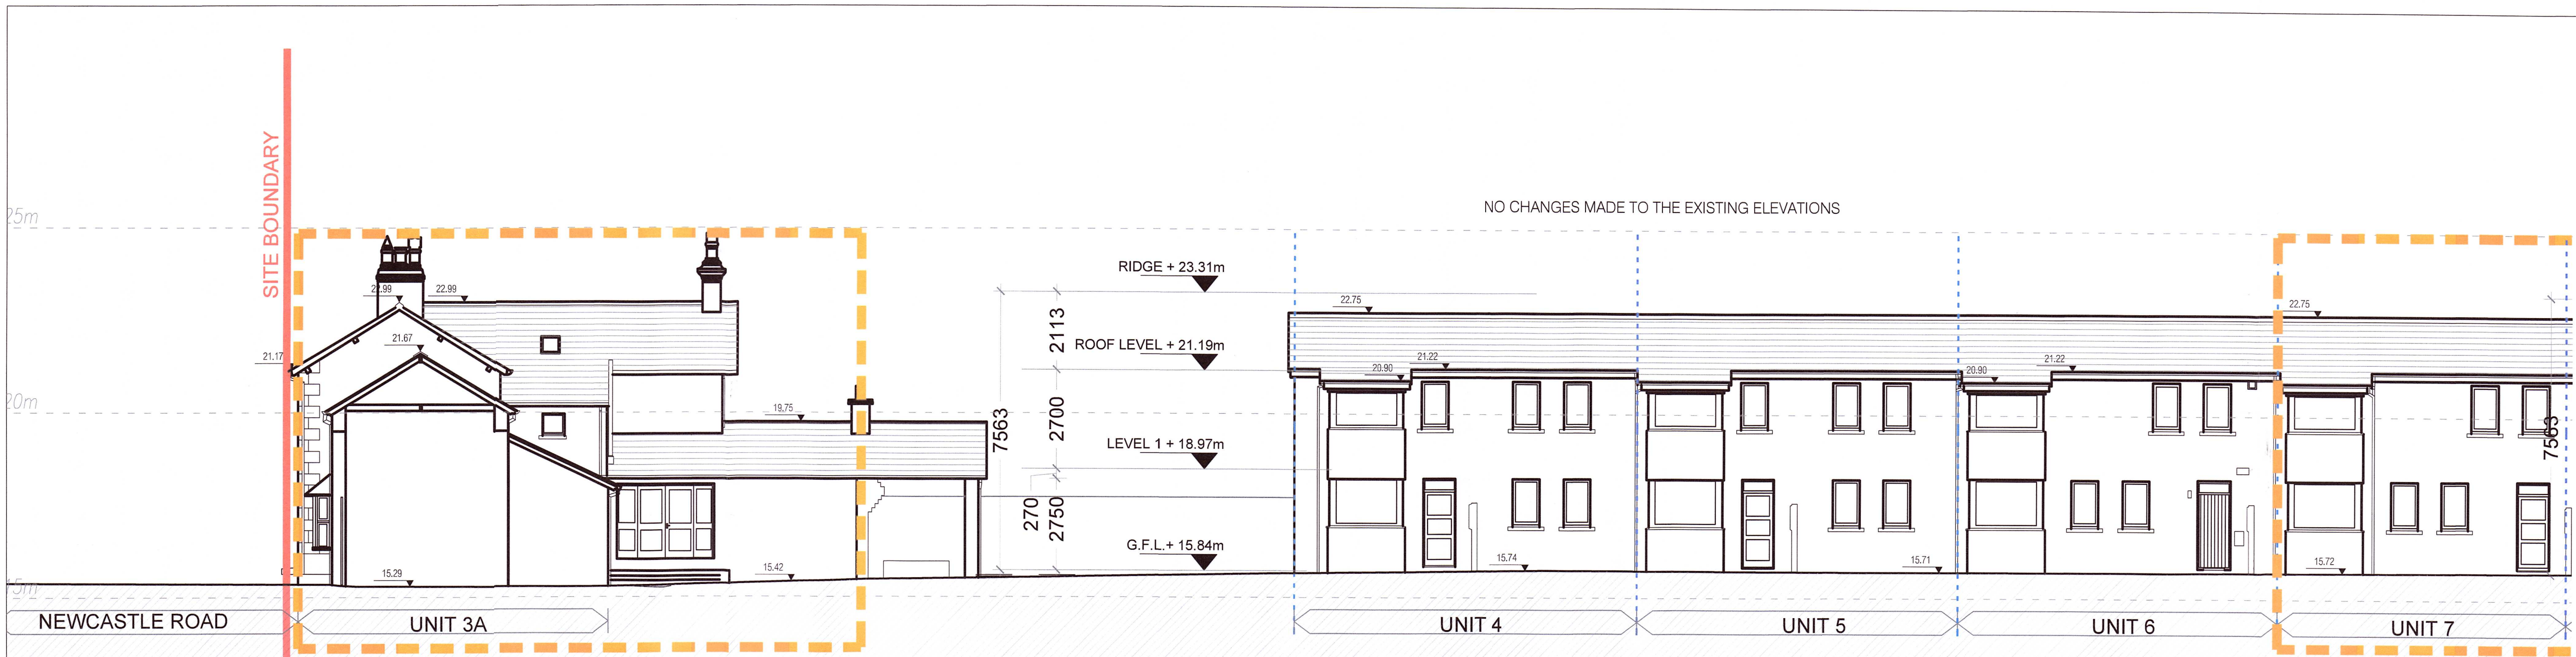 SITE BOUNDARY
25m
20m
15m
NO CHANGES MADE TO THE EXISTING ELEVATIONS
22.99
22.99
21.67
21.17
19.75
15.29
15.42
RIDGE + 23.31m
ROOF LEVEL + 21.19m
LEVEL 1 + 18.97m
G.F.L.+ 15.84m
7563
2113
2700
270
2750
22.75
20.90
21.22
15.74
15.71
20.90
21.22
22.75
15.72
7563
NEWCASTLE ROAD
UNIT 3A
UNIT 4
UNIT 5
UNIT 6
UNIT 7